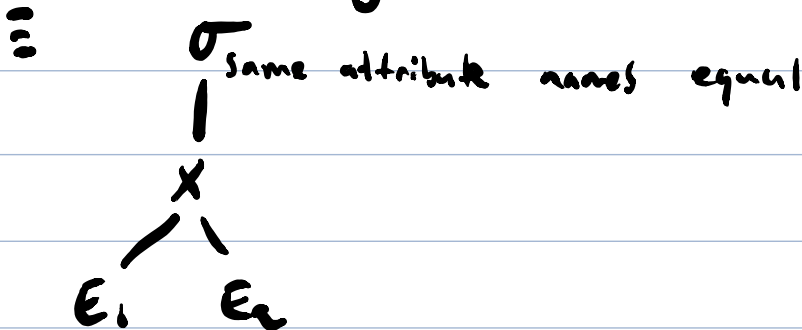 ≡
σ same attribute names equal
×
E₁ E₂